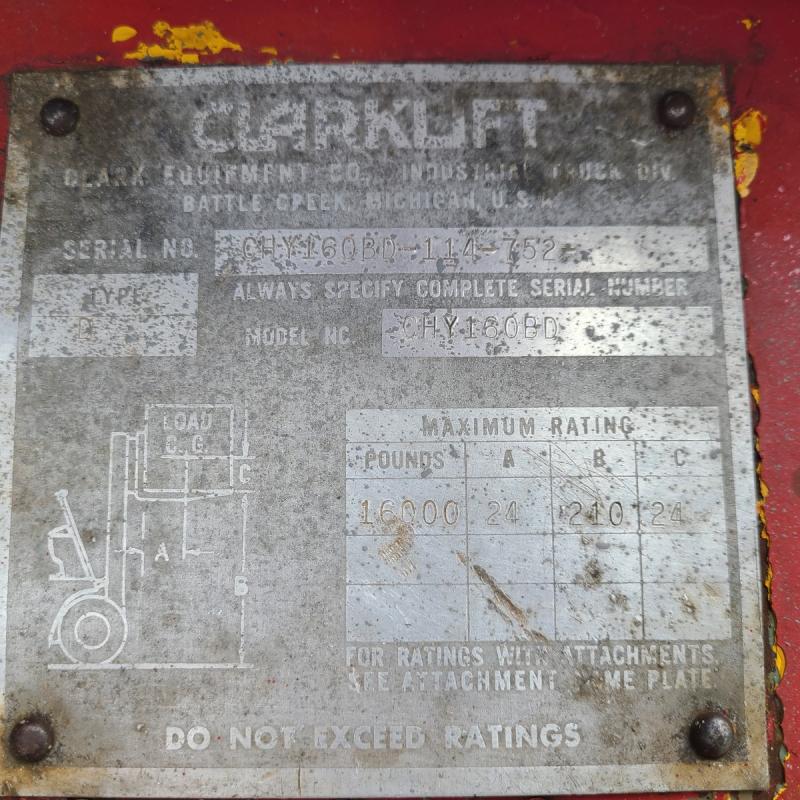 CLARKLIFT
CLARK EQUIPMENT CO., INDUSTRIAL TRUCK DIV.
BATTLE CREEK, MICHIGAN, U.S.A.
SERIAL NO. CHY160BD-114-752-
TYPE
D
ALWAYS SPECIFY COMPLETE SERIAL NUMBER
MODEL NO. CHY160BD
LOAD
C.G.
C
A
B
MAXIMUM RATING
POUNDS A B C
16000 24 210 24
FOR RATINGS WITH ATTACHMENTS
SEE ATTACHMENT NAME PLATE
DO NOT EXCEED RATINGS